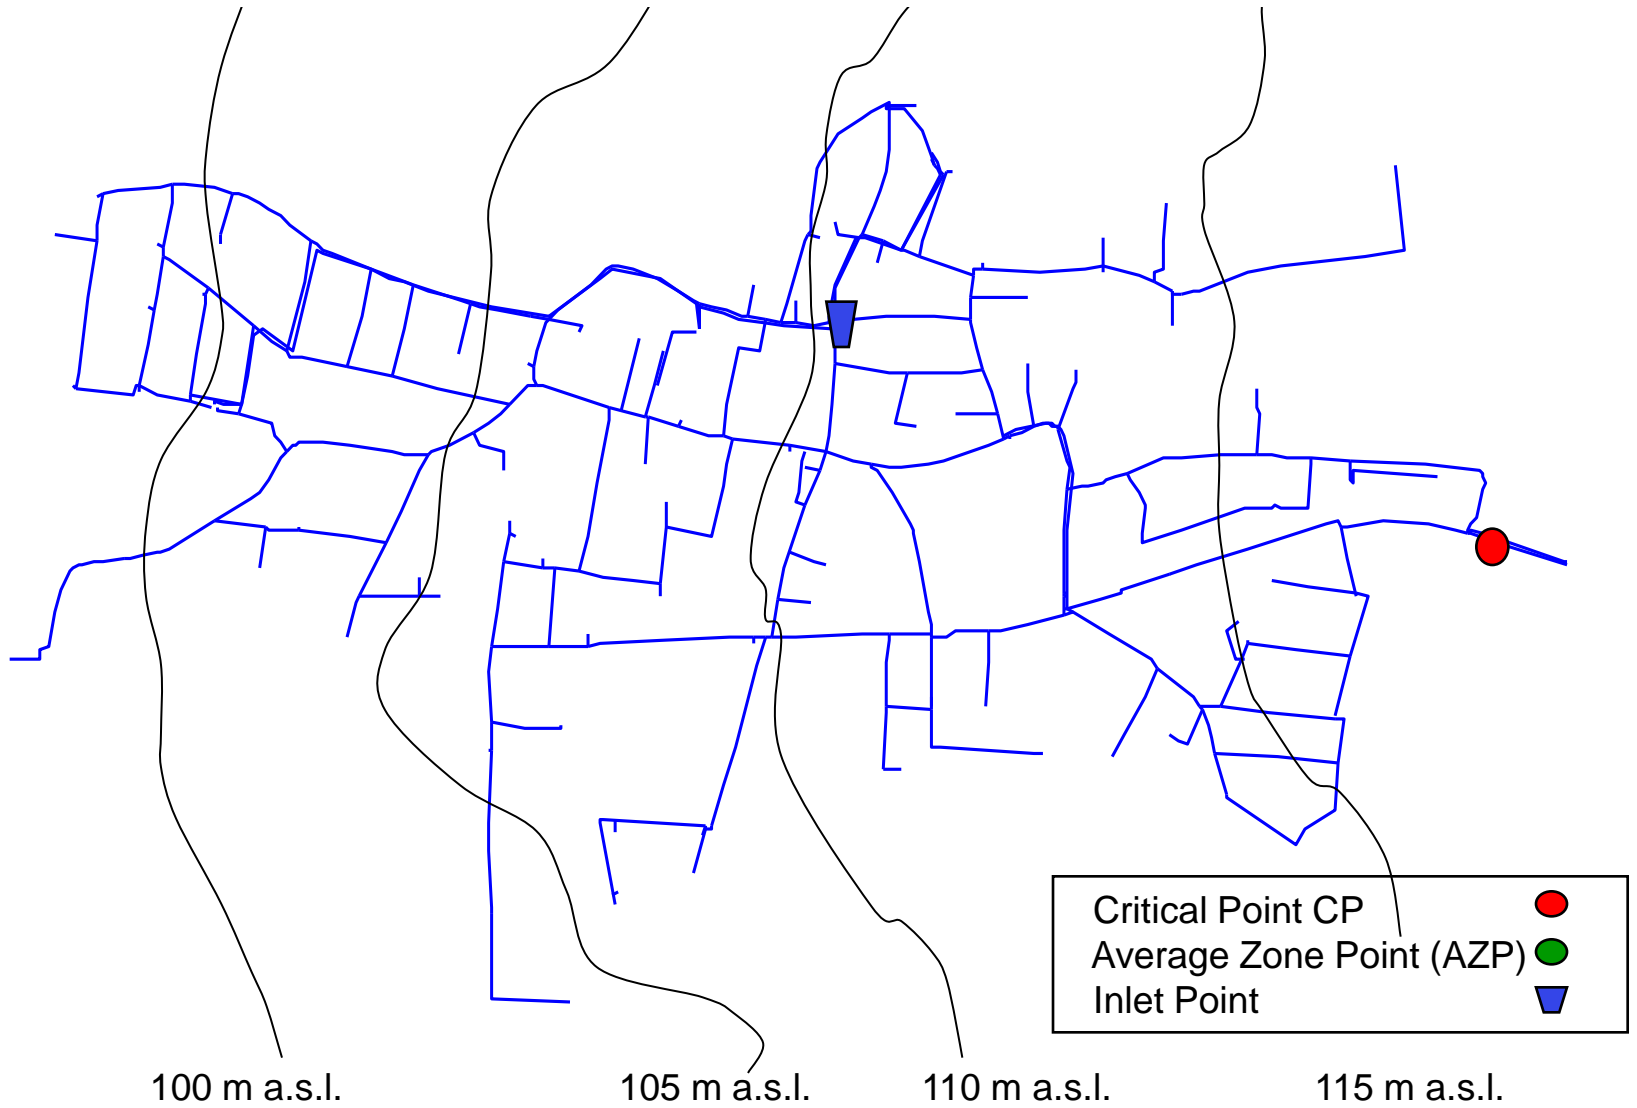 Critical Point CP
Average Zone Point (AZP)
Inlet Point
100 m a.s.l.
105 m a.s.l.
110 m a.s.l.
115 m a.s.l.